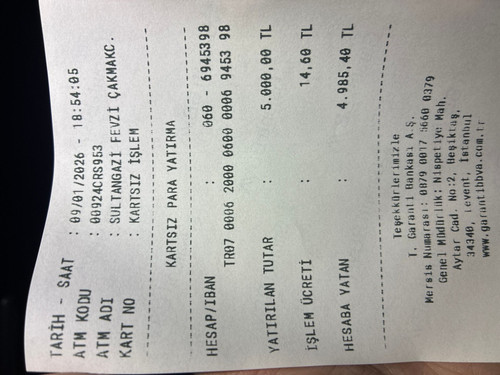 TARİH - SAAT : 09/01/2026 - 18:54:05
ATM KODU : 00924CRS953
ATM ADI : SULTANGAZİ FEVZİ ÇAKMAKC.
KART NO : KARTSIZ İŞLEM
KARTSIZ PARA YATIRMA
HESAP/IBAN : 060 - 6945398
TR07 0006 2000 0600 0006 9453 98
YATIRILAN TUTAR : 5.000,00 TL
İŞLEM ÜCRETİ : 14,60 TL
HESABA YATAN : 4.985,40 TL
Teşekkürlerimizle
T. Garanti Bankası A.Ş.
Mersis Numarası: 0879 0017 5660 0379
Genel Müdürlük: Nispetiye Mah.
Aytar Cad. No:2, Beşiktaş,
34340, Levent, İstanbul
www.garantibbva.com.tr